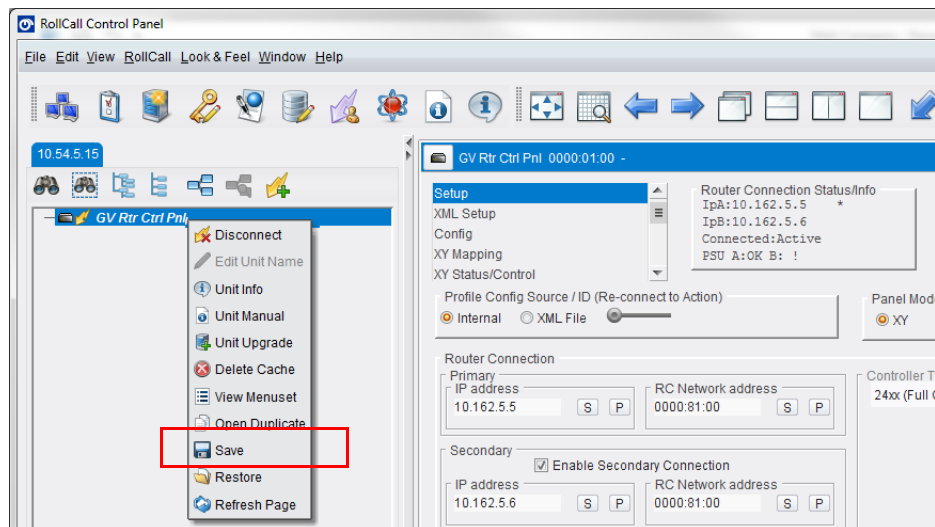 RollCall Control Panel
File Edit View RollCall Look & Feel Window Help
10.54.5.15
GV Rtr Ctrl Pnl 0000:01:00 -
GV Rtr Ctrl Pnl
Disconnect
Edit Unit Name
Unit Info
Unit Manual
Unit Upgrade
Delete Cache
View Menuset
Open Duplicate
Save
Restore
Refresh Page
Setup
XML Setup
Config
XY Mapping
XY Status/Control
Router Connection Status/Info
IpA:10.162.5.5 *
IpB:10.162.5.6
Connected:Active
PSU A:OK B: !
Profile Config Source / ID (Re-connect to Action)
Internal XML File
Panel Mod
XY
Router Connection
Primary
IP address
10.162.5.5 S P
RC Network address
0000:81:00 S P
Controller T
24xx (Full
Secondary
Enable Secondary Connection
IP address
10.162.5.6 S P
RC Network address
0000:81:00 S P